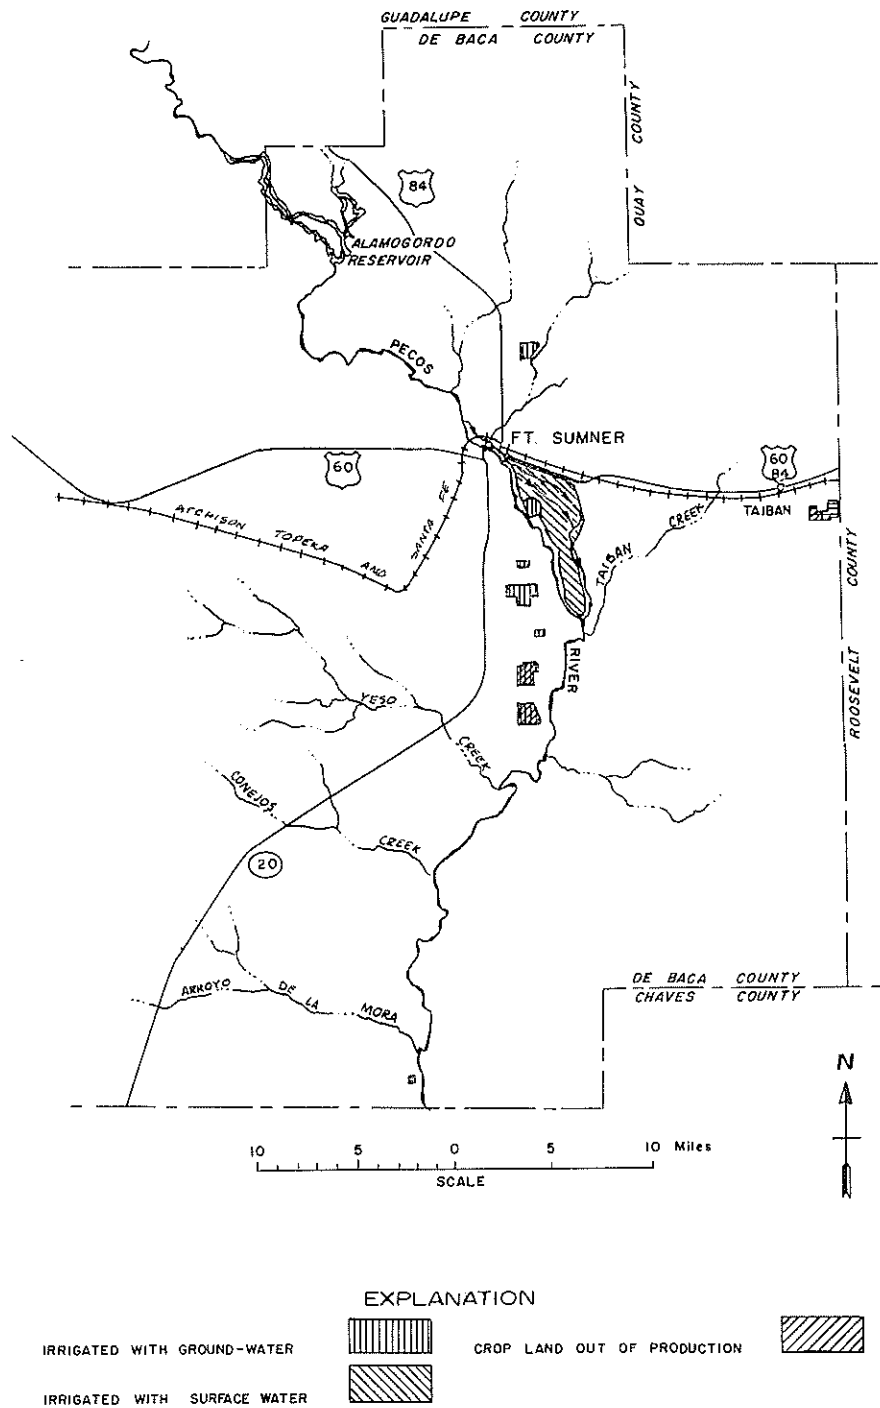 GUADALUPE COUNTY
DE BACA COUNTY
QUAY COUNTY
84
ALAMOGORDO
RESERVOIR
PECOS
FT. SUMNER
60
60
84
TAIBAN
ATCHISON TOPEKA AND SANTA FE
TAIBAN CREEK
ROOSEVELT COUNTY
RIVER
YESO CREEK
CONEJOS CREEK
20
ARROYO DE LA MORA
DE BACA COUNTY
CHAVES COUNTY
N
10 5 0 5 10 Miles
SCALE
EXPLANATION
IRRIGATED WITH GROUND-WATER
CROP LAND OUT OF PRODUCTION
IRRIGATED WITH SURFACE WATER